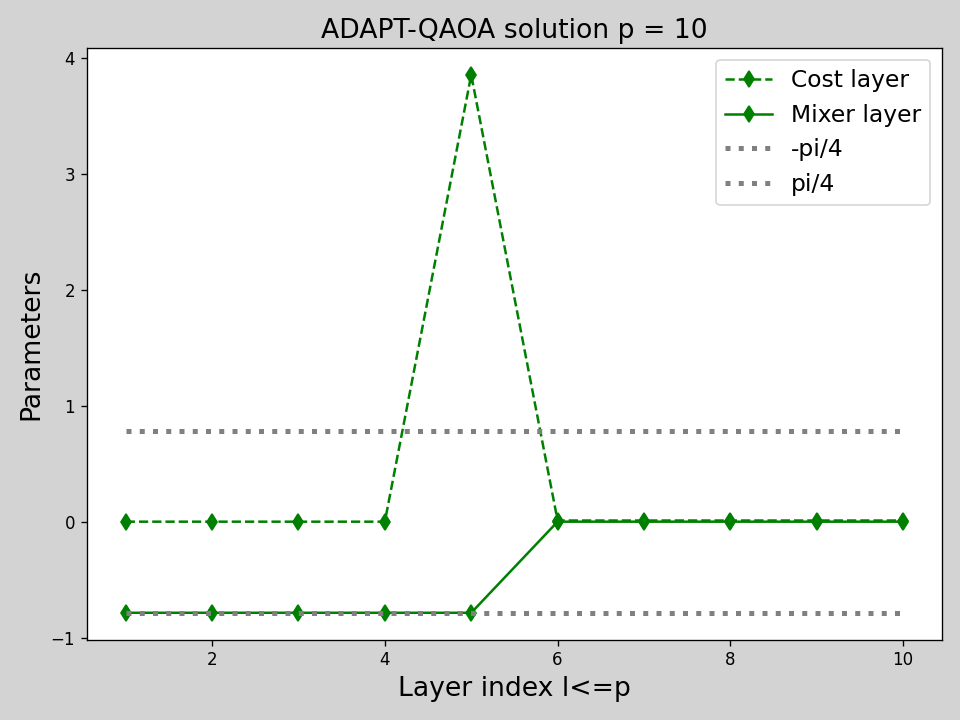 ADAPT-QAOA solution p = 10
Parameters
4
3
2
1
0
−1
Cost layer
Mixer layer
-pi/4
pi/4
2
4
6
8
10
Layer index l<=p